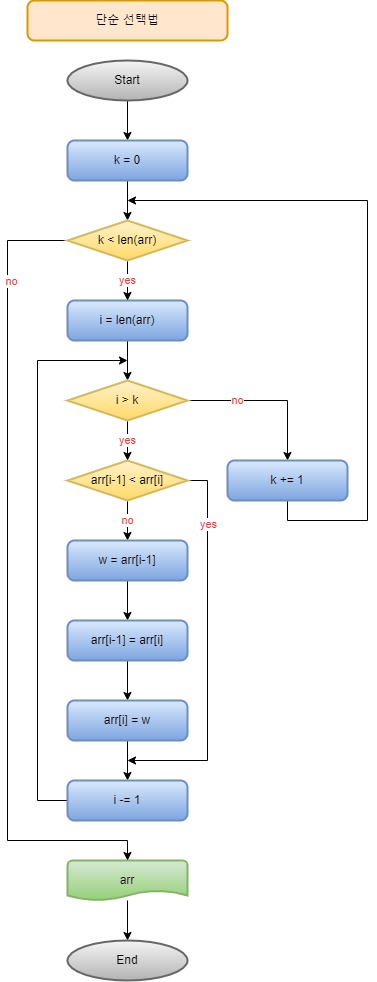 단순 선택법
Start
k = 0
k < len(arr)
no
yes
i = len(arr)
i > k
no
yes
k += 1
arr[i-1] < arr[i]
no
yes
w = arr[i-1]
arr[i-1] = arr[i]
arr[i] = w
i -= 1
arr
End